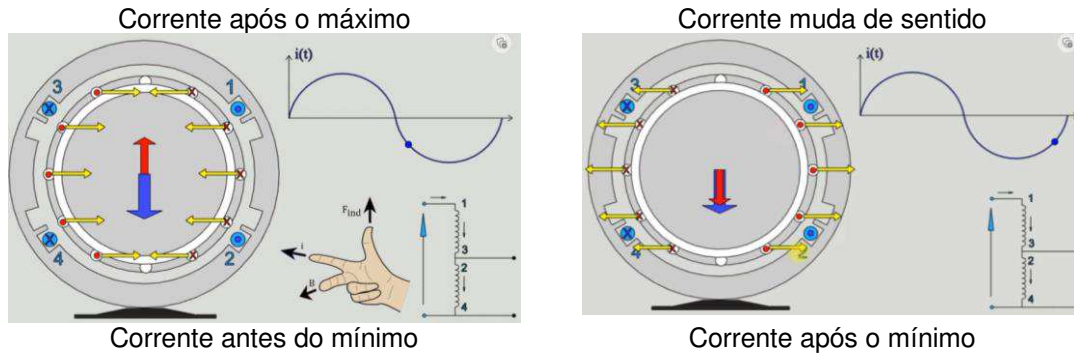 Corrente após o máximo
Corrente muda de sentido
i(t)
3
1
4
2
F ind
i
B
1
3
2
4
i(t)
3
1
4
2
1
3
2
4
Corrente antes do mínimo
Corrente após o mínimo